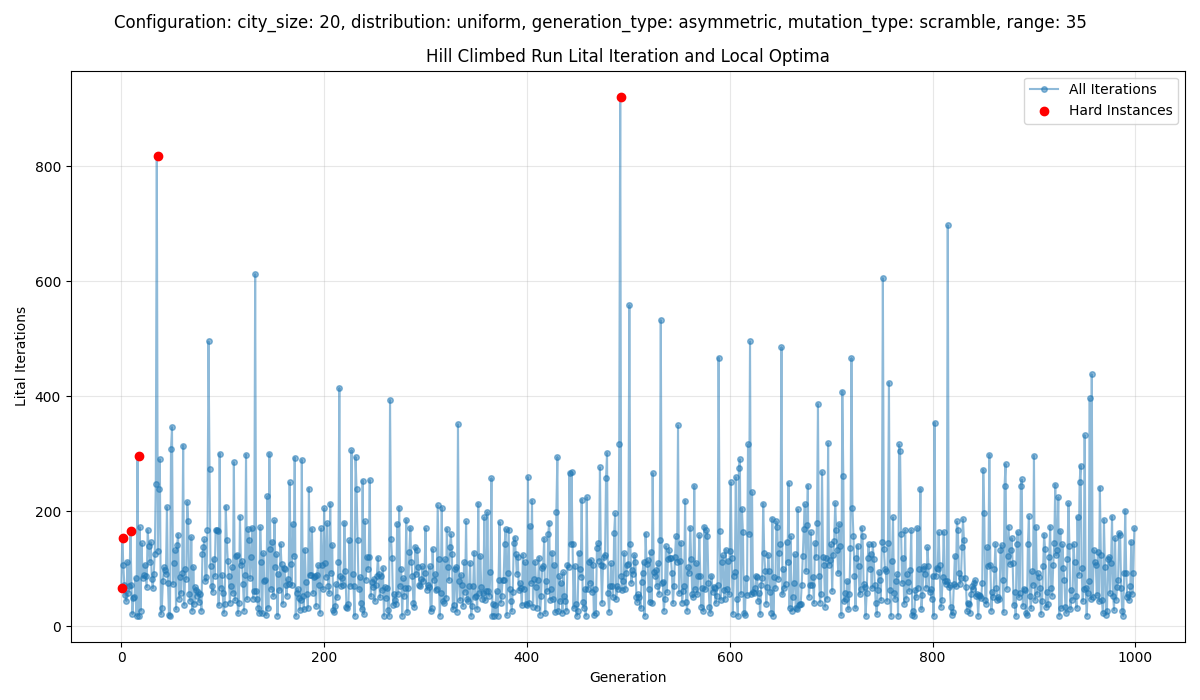 Configuration: city_size: 20, distribution: uniform, generation_type: asymmetric, mutation_type: scramble, range: 35
Hill Climbed Run Lital Iteration and Local Optima
All Iterations
Hard Instances
Lital Iterations
800
600
400
200
0
0 200 400 600 800 1000
Generation